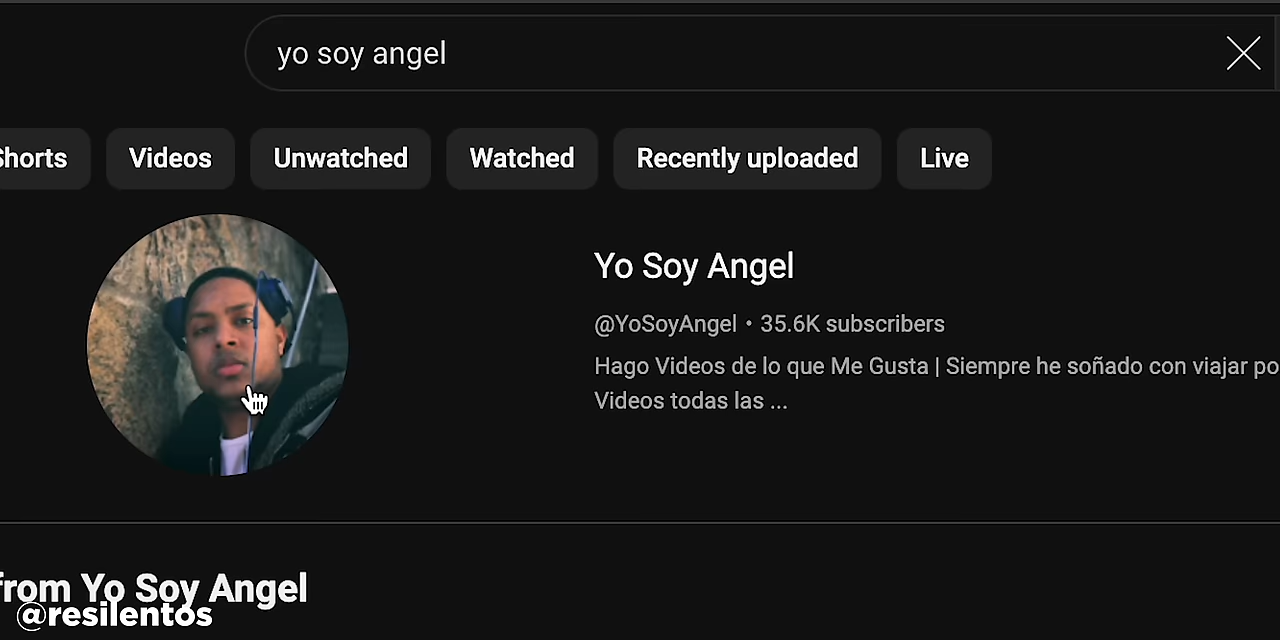 yo soy angel
Shorts Videos Unwatched Watched Recently uploaded Live
Yo Soy Angel
@YoSoyAngel • 35.6K subscribers
Hago Videos de lo que Me Gusta | Siempre he soñado con viajar po
Videos todas las ...
from Yo Soy Angel
@resilentos